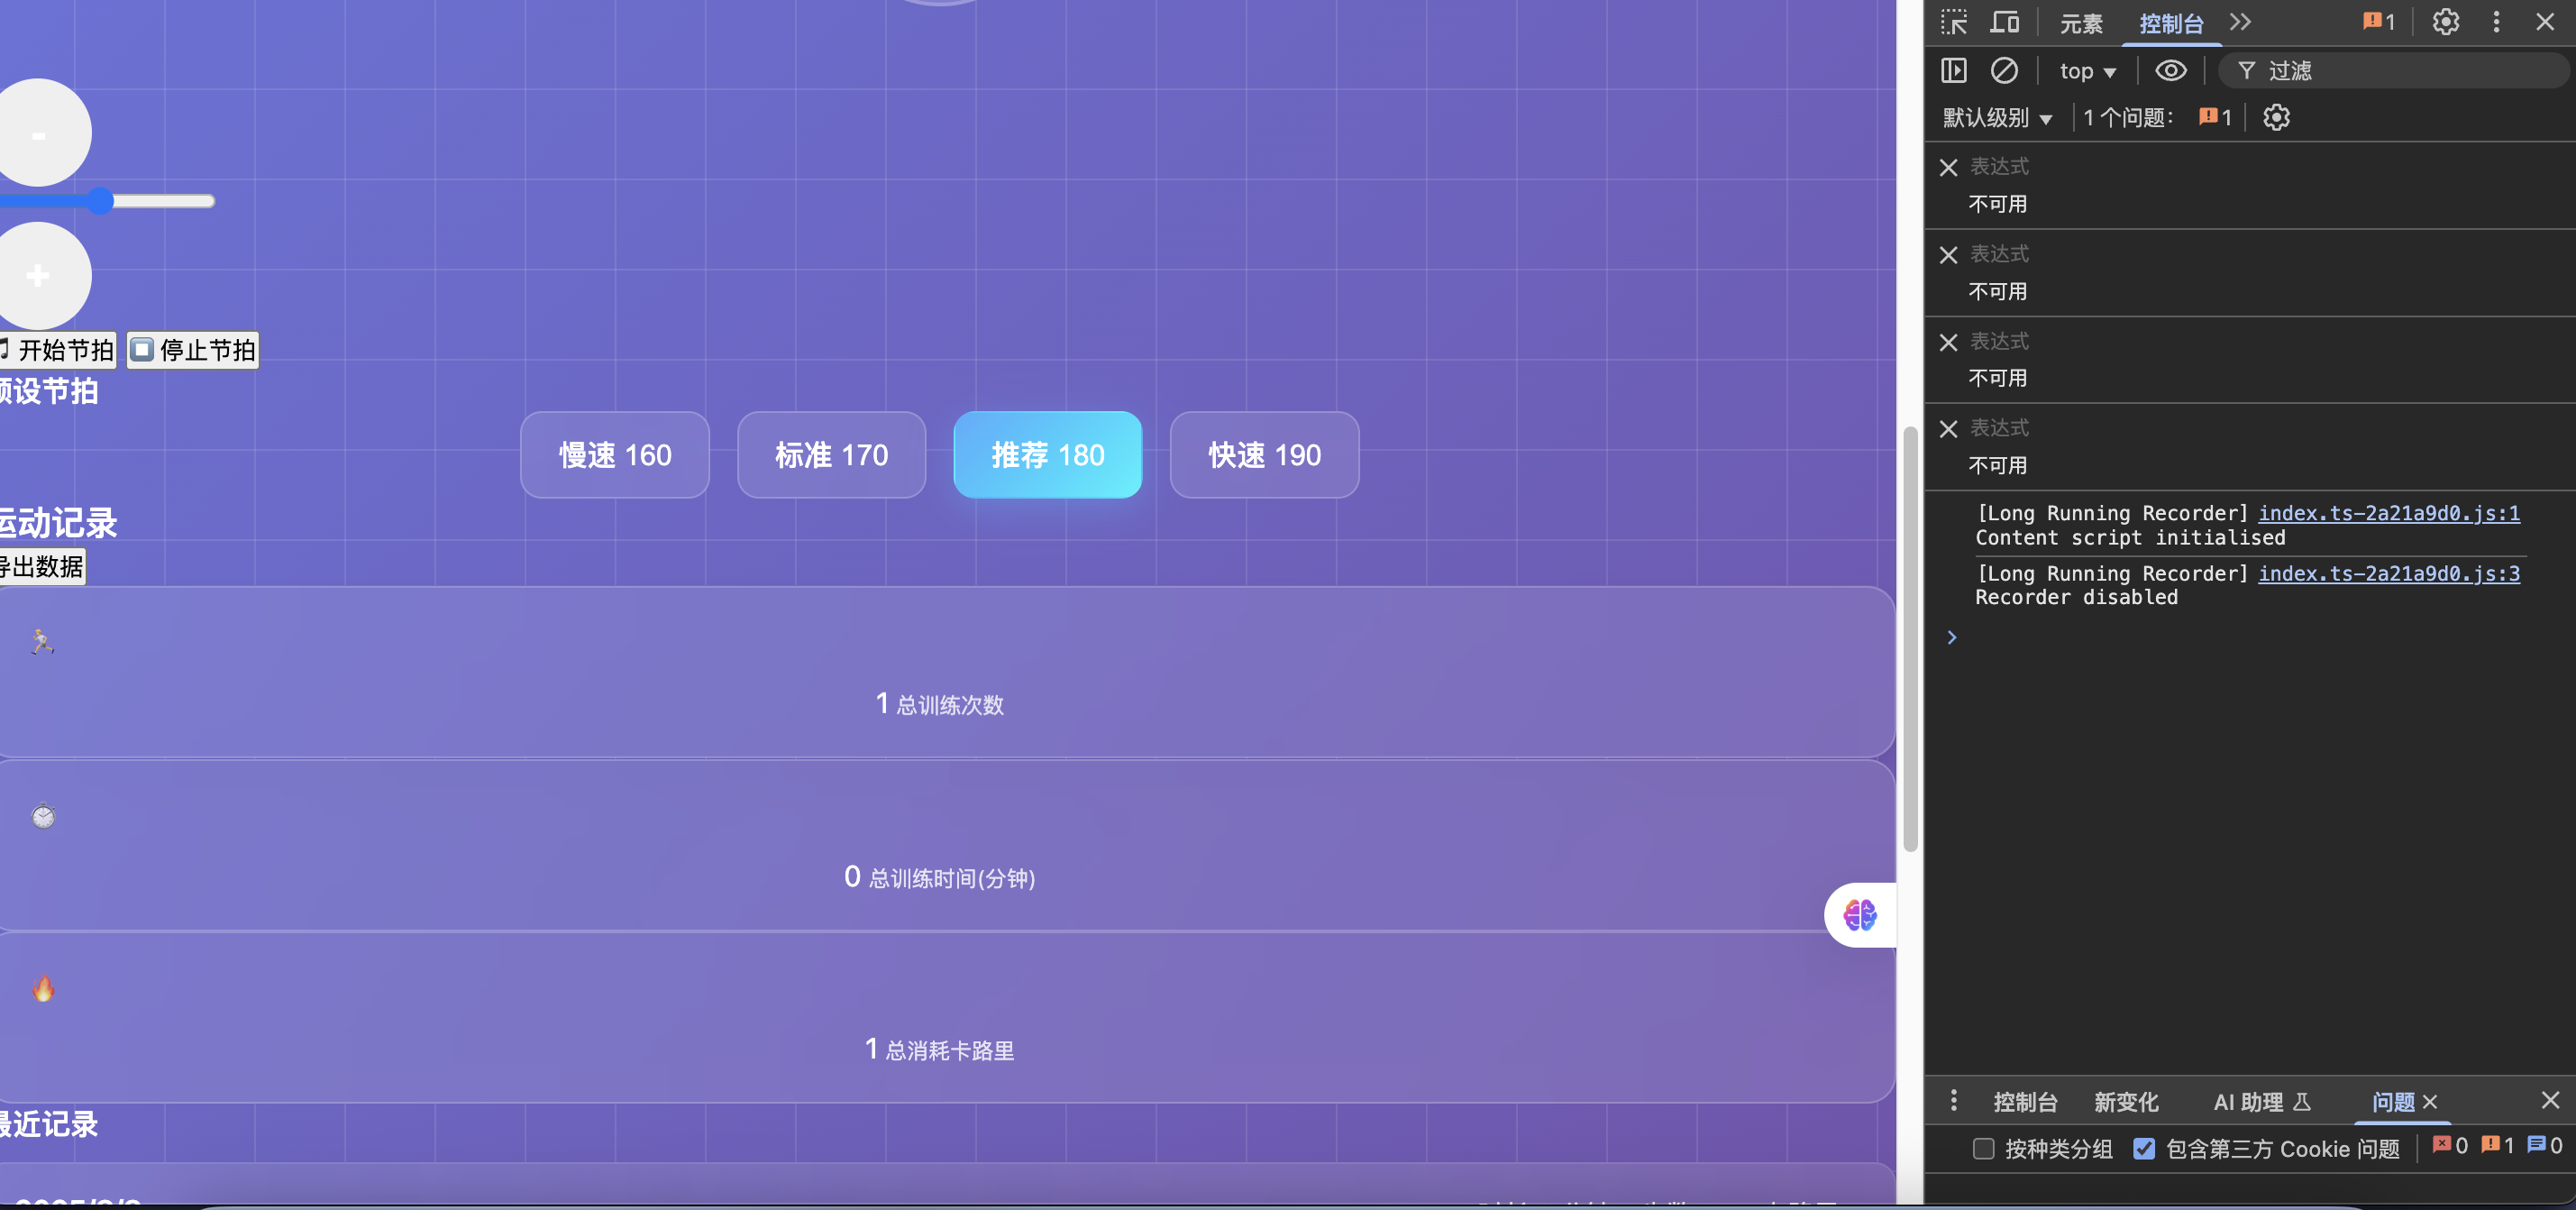 -
+
开始节拍 停止节拍
预设节拍
慢速 160 标准 170 推荐 180 快速 190
运动记录
导出数据
1 总训练次数
0 总训练时间(分钟)
1 总消耗卡路里
最近记录
元素 控制台 1
top 过滤
默认级别 1 个问题: 1
表达式
不可用
表达式
不可用
表达式
不可用
表达式
不可用
[Long Running Recorder] index.ts-2a21a9d0.js:1
Content script initialised
[Long Running Recorder] index.ts-2a21a9d0.js:3
Recorder disabled
控制台 新变化 AI 助理 问题
按种类分组 包含第三方 Cookie 问题 0 1 0